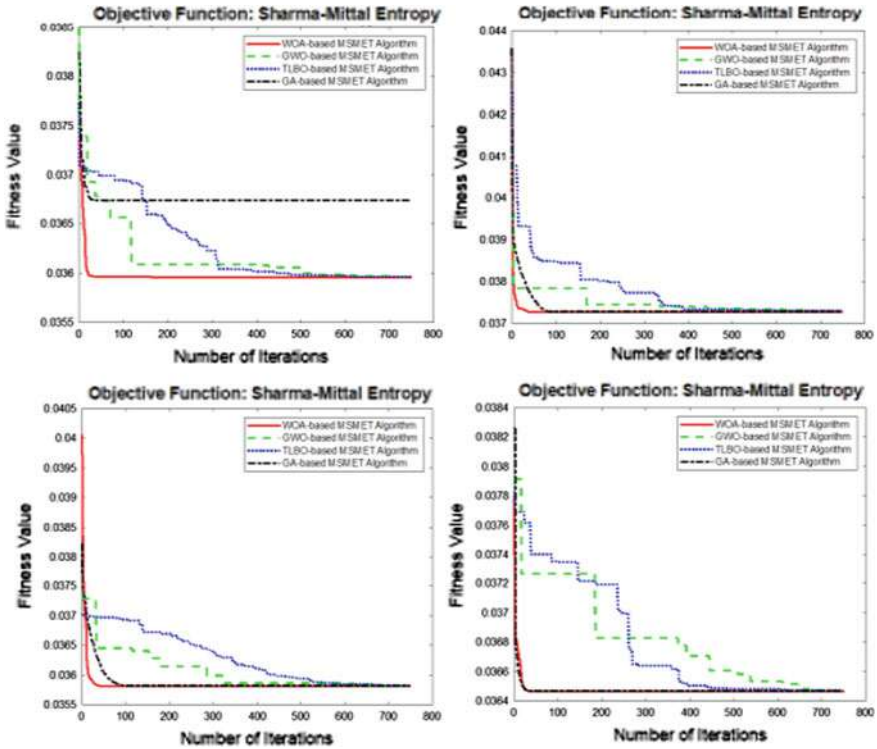 Objective Function: Sharma-Mittal Entropy
WOA-based MSMET Algorithm
GWO-based MSMET Algorithm
TLBO-based MSMET Algorithm
GA-based MSMET Algorithm
Fitness Value
0.0385
0.038
0.0375
0.037
0.0365
0.036
0.0355
0 100 200 300 400 500 600 700 800
Number of Iterations
Objective Function: Sharma-Mittal Entropy
WOA-based MSMET Algorithm
GWO-based MSMET Algorithm
TLBO-based MSMET Algorithm
GA-based MSMET Algorithm
Fitness Value
0.044
0.043
0.042
0.041
0.04
0.039
0.038
0.037
0 100 200 300 400 500 600 700 800
Number of Iterations
Objective Function: Sharma-Mittal Entropy
WOA-based MSMET Algorithm
GWO-based MSMET Algorithm
TLBO-based MSMET Algorithm
GA-based MSMET Algorithm
Fitness Value
0.0405
0.04
0.0395
0.039
0.0385
0.038
0.0375
0.037
0.0365
0.036
0.0355
0 100 200 300 400 500 600 700 800
Number of Iterations
Objective Function: Sharma-Mittal Entropy
WOA-based MSMET Algorithm
GWO-based MSMET Algorithm
TLBO-based MSMET Algorithm
GA-based MSMET Algorithm
Fitness Value
0.0384
0.0382
0.038
0.0378
0.0376
0.0374
0.0372
0.037
0.0368
0.0366
0.0364
0 100 200 300 400 500 600 700 800
Number of Iterations